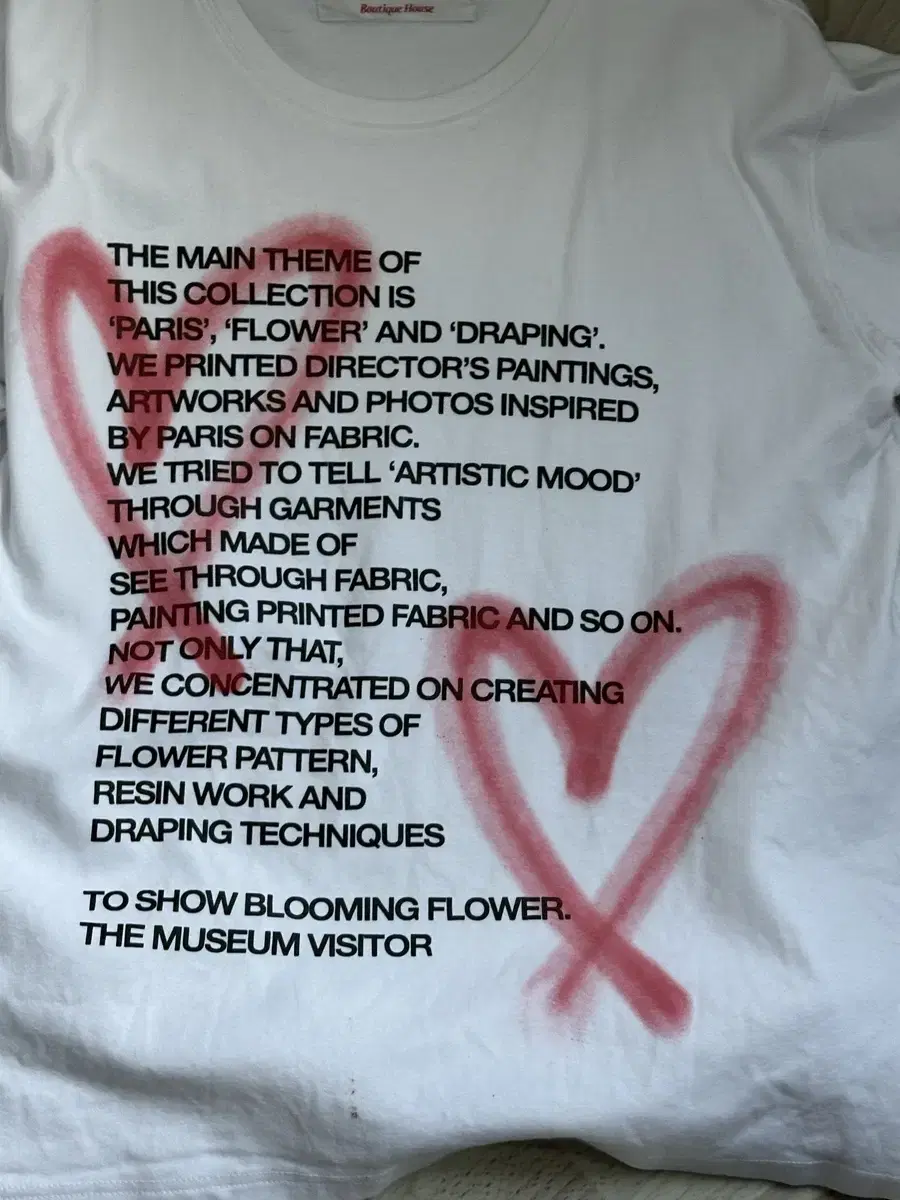 Boutique House
THE MAIN THEME OF
THIS COLLECTION IS
‘PARIS’, ‘FLOWER’ AND ‘DRAPING’.
WE PRINTED DIRECTOR’S PAINTINGS,
ARTWORKS AND PHOTOS INSPIRED
BY PARIS ON FABRIC.
WE TRIED TO TELL ‘ARTISTIC MOOD’
THROUGH GARMENTS
WHICH MADE OF
SEE THROUGH FABRIC,
PAINTING PRINTED FABRIC AND SO ON.
NOT ONLY THAT,
WE CONCENTRATED ON CREATING
DIFFERENT TYPES OF
FLOWER PATTERN,
RESIN WORK AND
DRAPING TECHNIQUES
TO SHOW BLOOMING FLOWER.
THE MUSEUM VISITOR